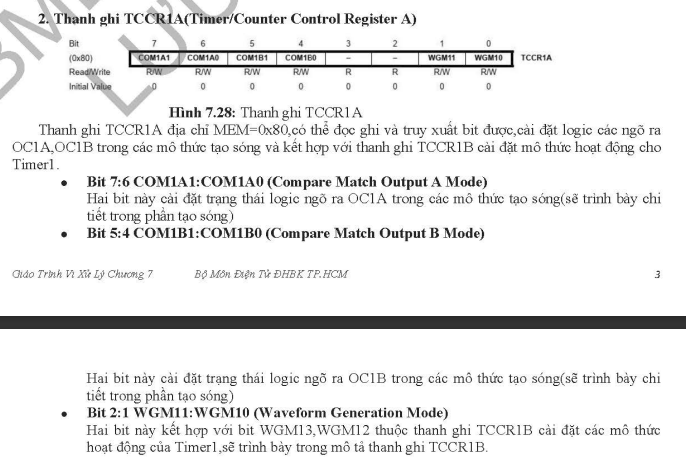 2. Thanh ghi TCCR1A(Timer/Counter Control Register A)
Bit 7 6 5 4 3 2 1 0
(0x80) COM1A1 COM1A0 COM1B1 COM1B0 – – WGM11 WGM10 TCCR1A
Read/Write R/W R/W R/W R/W R R R/W R/W
Initial Value 0 0 0 0 0 0 0 0
Hình 7.28: Thanh ghi TCCR1A
Thanh ghi TCCR1A địa chỉ MEM=0x80,có thể đọc ghi và truy xuất bit được,cài đặt logic các ngõ ra
OC1A,OC1B trong các mô thức tạo sóng và kết hợp với thanh ghi TCCR1B cài đặt mô thức hoạt động cho
Timer1.
• Bit 7:6 COM1A1:COM1A0 (Compare Match Output A Mode)
Hai bit này cài đặt trạng thái logic ngõ ra OC1A trong các mô thức tạo sóng(sẽ trình bày chi
tiết trong phần tạo sóng)
• Bit 5:4 COM1B1:COM1B0 (Compare Match Output B Mode)
Giáo Trình Vi Xử Lý Chương 7 Bộ Môn Điện Tử ĐHBK TP.HCM 3
Hai bit này cài đặt trạng thái logic ngõ ra OC1B trong các mô thức tạo sóng(sẽ trình bày chi
tiết trong phần tạo sóng)
• Bit 2:1 WGM11:WGM10 (Waveform Generation Mode)
Hai bit này kết hợp với bit WGM13,WGM12 thuộc thanh ghi TCCR1B cài đặt các mô thức
hoạt động của Timer1,sẽ trình bày trong mô tả thanh ghi TCCR1B.